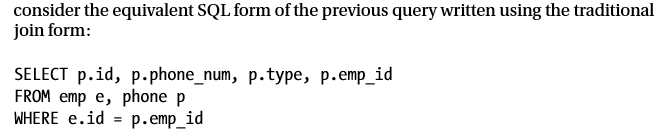 consider the equivalent SQL form of the previous query written using the traditional
join form:
SELECT p.id, p.phone_num, p.type, p.emp_id
FROM emp e, phone p
WHERE e.id = p.emp_id